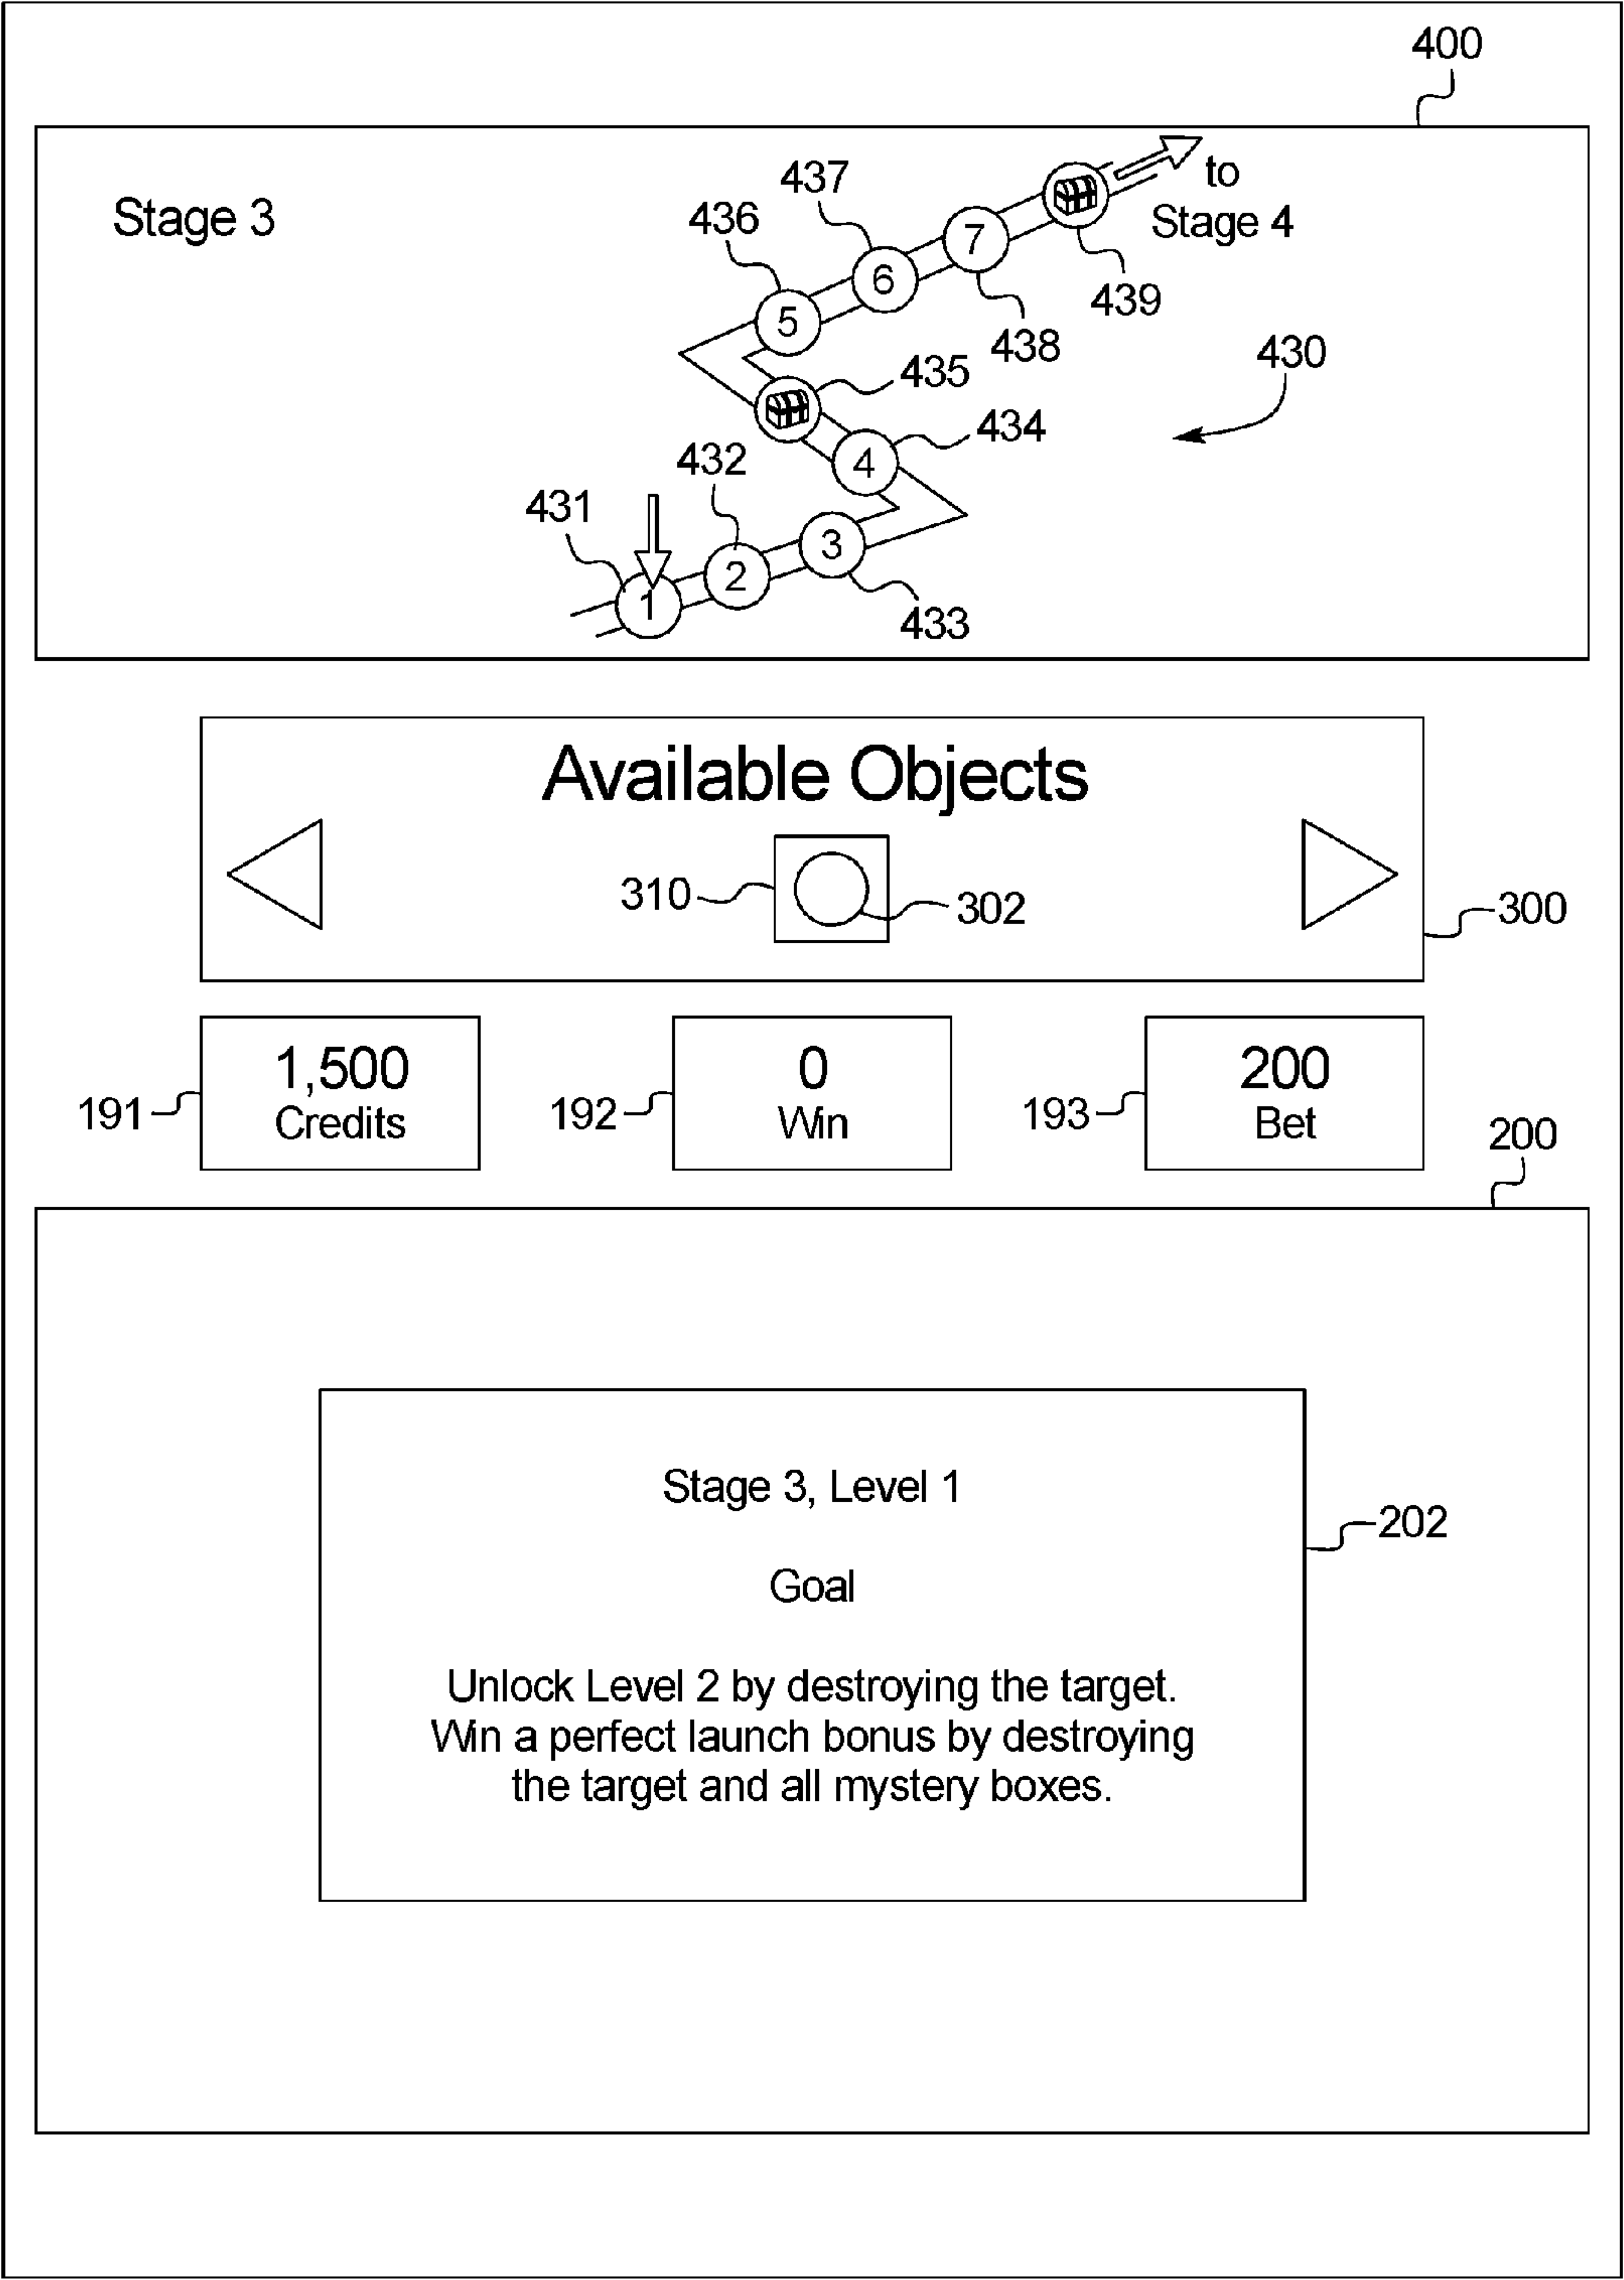 400
Stage 3
to
Stage 4
437
436
7
6
439
5
438
430
435
434
4
432
431
3
2
1
433
Available Objects
310
302
300
1,500
Credits
191
0
Win
192
200
Bet
193
200
Stage 3, Level 1
202
Goal
Unlock Level 2 by destroying the target.
Win a perfect launch bonus by destroying
the target and all mystery boxes.